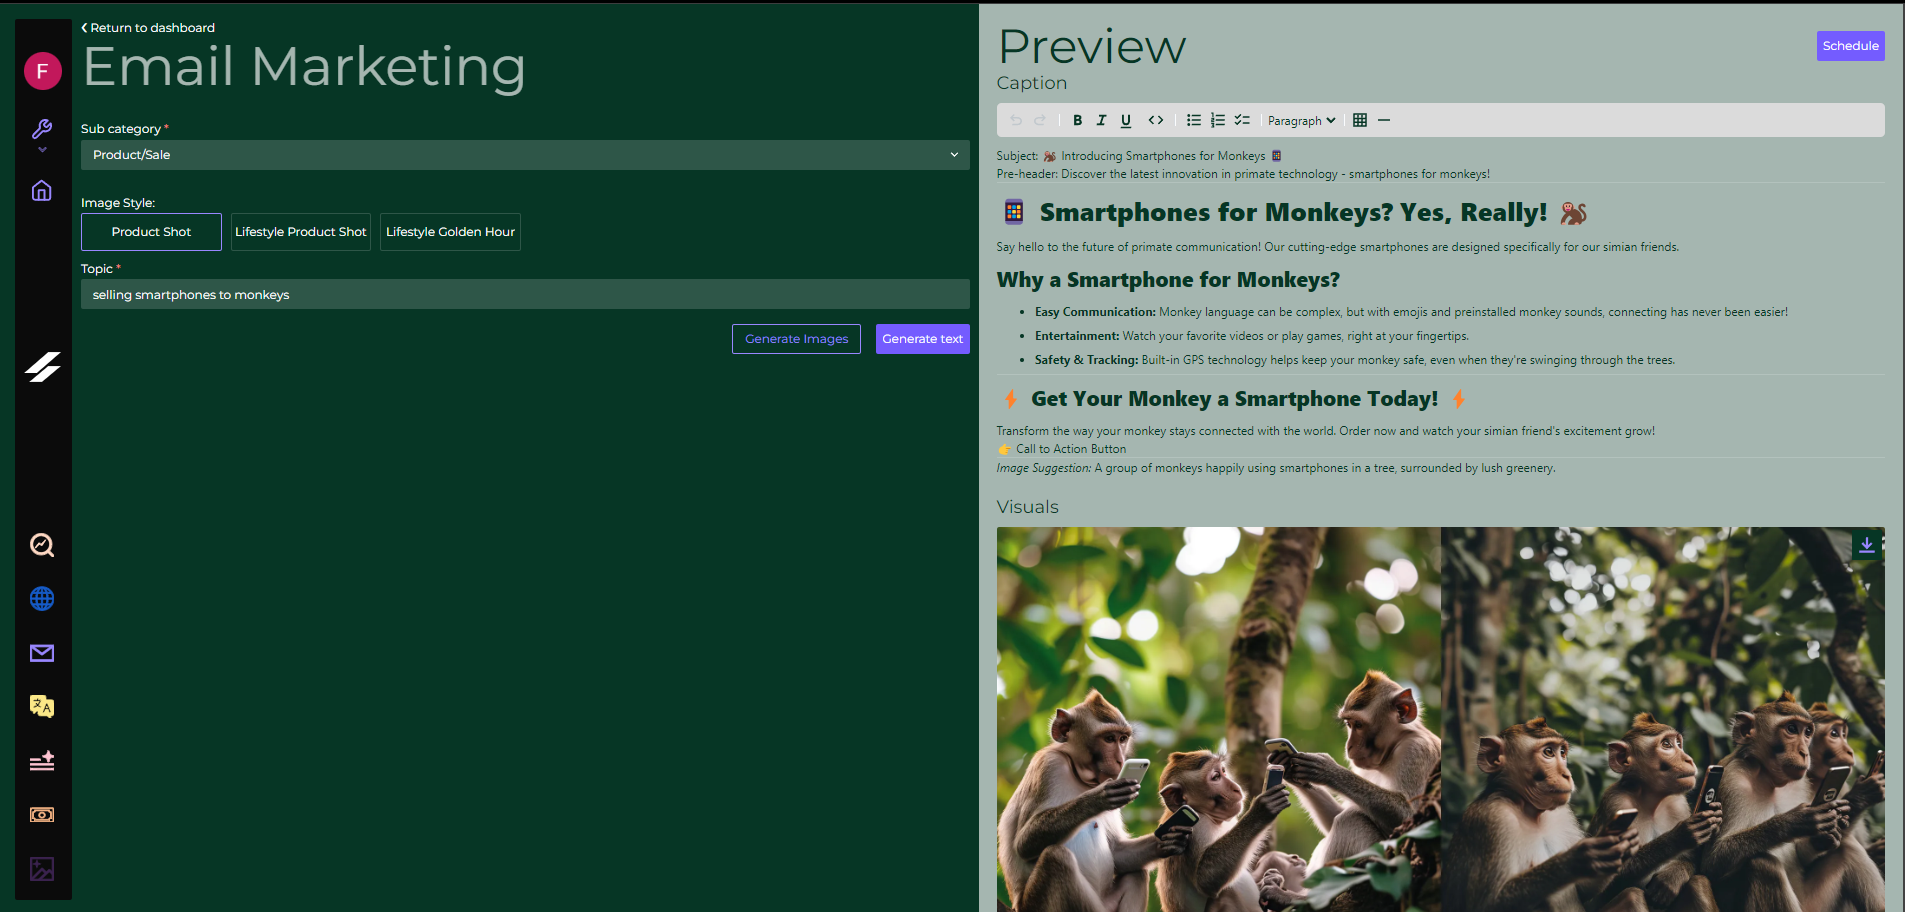 Return to dashboard
Email Marketing
F
Sub category *
Product/Sale
Image Style:
Product Shot
Lifestyle Product Shot
Lifestyle Golden Hour
Topic *
selling smartphones to monkeys
Generate Images
Generate text
Preview
Schedule
Caption
B I U <> Paragraph
Subject: 🐒 Introducing Smartphones for Monkeys 📱
Pre-header: Discover the latest innovation in primate technology - smartphones for monkeys!
📱 Smartphones for Monkeys? Yes, Really! 🐒
Say hello to the future of primate communication! Our cutting-edge smartphones are designed specifically for our simian friends.
Why a Smartphone for Monkeys?
• Easy Communication: Monkey language can be complex, but with emojis and preinstalled monkey sounds, connecting has never been easier!
• Entertainment: Watch your favorite videos or play games, right at your fingertips.
• Safety & Tracking: Built-in GPS technology helps keep your monkey safe, even when they're swinging through the trees.
⚡ Get Your Monkey a Smartphone Today! ⚡
Transform the way your monkey stays connected with the world. Order now and watch your simian friend's excitement grow!
👉 Call to Action Button
Image Suggestion: A group of monkeys happily using smartphones in a tree, surrounded by lush greenery.
Visuals